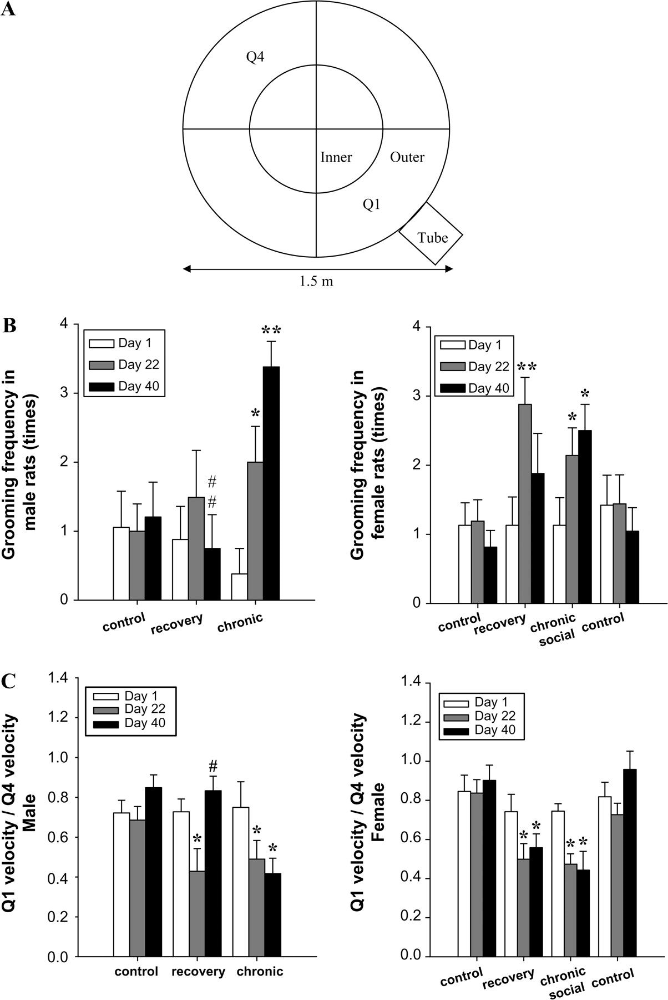 A
Q4
Inner
Outer
Q1
Tube
1.5 m
B
Grooming frequency in
male rats (times)
4
3
2
1
0
Day 1
Day 22
Day 40
*
**
#
#
control
recovery
chronic
Grooming frequency in
female rats (times)
4
3
2
1
0
Day 1
Day 22
Day 40
**
*
*
control
recovery
chronic
social control
C
Q1 velocity / Q4 velocity
Male
1.4
1.2
1.0
0.8
0.6
0.4
0.2
0.0
Day 1
Day 22
Day 40
*
#
*
*
control
recovery
chronic
Q1 velocity / Q4 velocity
Female
1.4
1.2
1.0
0.8
0.6
0.4
0.2
0.0
Day 1
Day 22
Day 40
*
*
*
*
control
recovery
chronic
social control